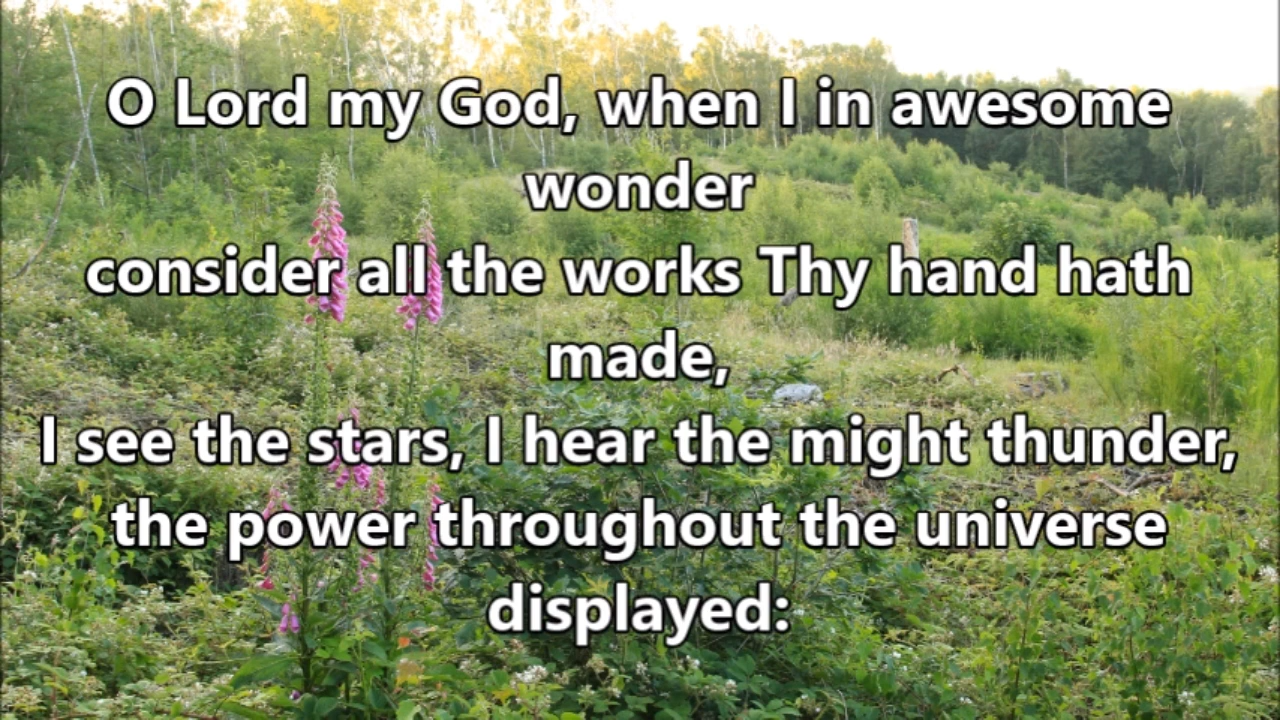 O Lord my God, when I in awesome
wonder
consider all the works Thy hand hath
made,
I see the stars, I hear the might thunder,
the power throughout the universe
displayed: